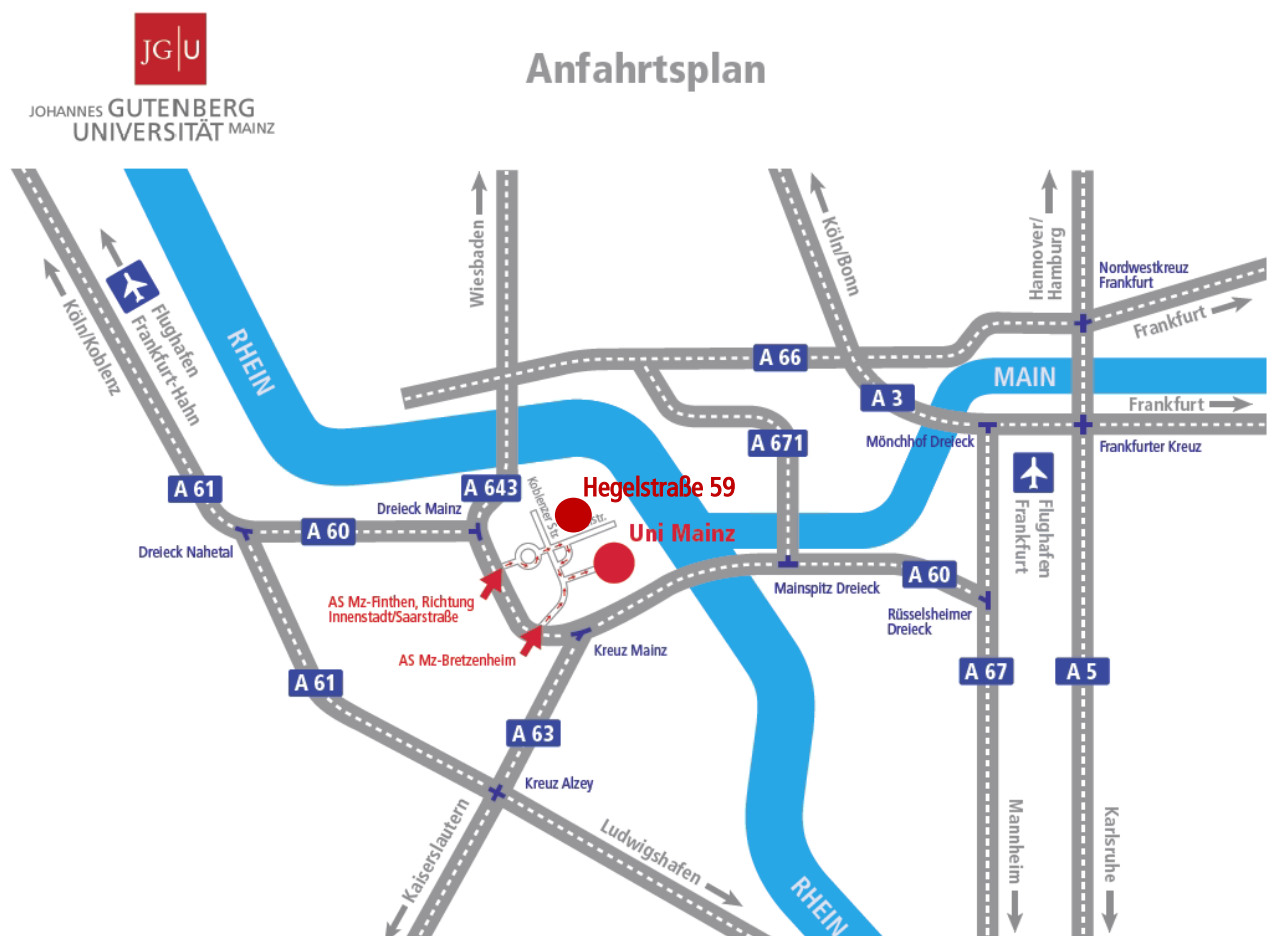 JG|U
JOHANNES GUTENBERG
UNIVERSITÄT MAINZ
Anfahrtsplan
Wiesbaden
Köln/Bonn
Hannover/
Hamburg
Nordwestkreuz
Frankfurt
Frankfurt
Köln/Koblenz
Flughafen
Frankfurt-Hahn
RHEIN
A 66
MAIN
A 3
Frankfurt
Mönchhof Dreieck
Frankfurter Kreuz
A 671
A 61
A 643
Hegelstraße 59
Dreieck Mainz
Koblenzer Str.
str.
Flughafen
Frankfurt
A 60
Dreieck Nahetal
Uni Mainz
Mainspitz Dreieck
A 60
AS Mz-Finthen, Richtung
Innenstadt/Saarstraße
Rüsselsheimer
Dreieck
AS Mz-Bretzenheim
Kreuz Mainz
A 61
A 67
A 5
A 63
Kreuz Alzey
Kaiserslautern
Ludwigshafen
Mannheim
Karlsruhe
RHEIN